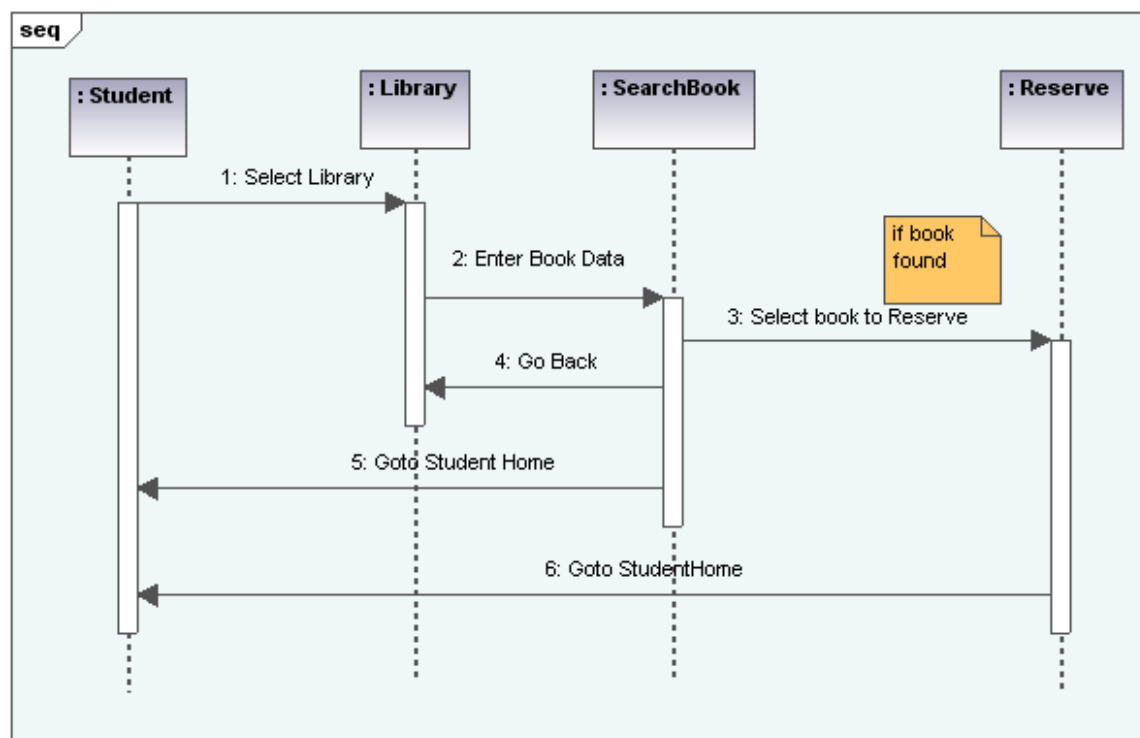 seq
: Student
: Library
: SearchBook
: Reserve
1: Select Library
if book
found
2: Enter Book Data
3: Select book to Reserve
4: Go Back
5: Goto Student Home
6: Goto StudentHome